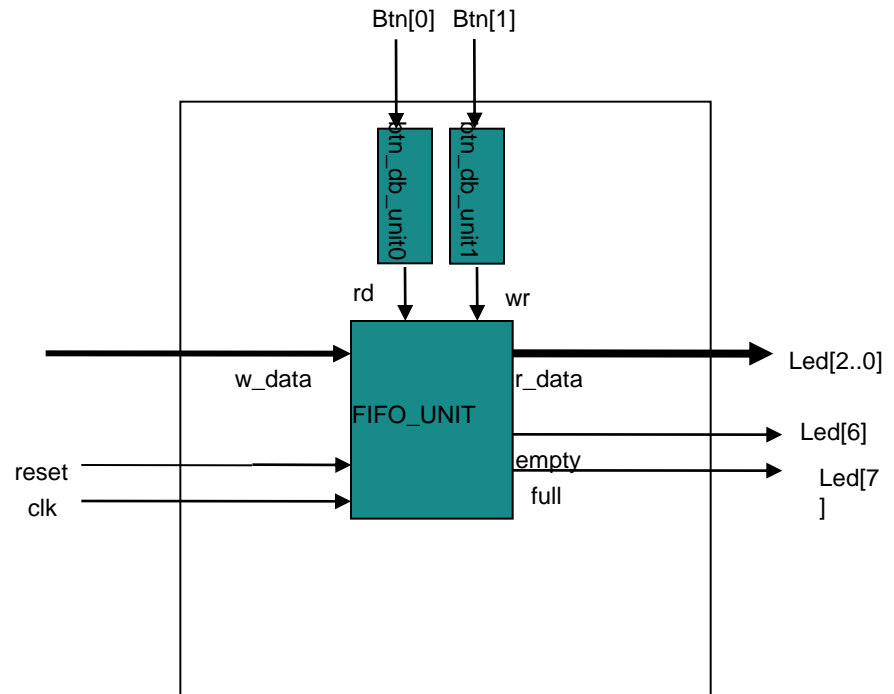 Btn[0]
Btn[1]
btn_db_unit0
btn_db_unit1
rd
wr
w_data
r_data
Led[2..0]
FIFO_UNIT
Led[6]
empty
reset
Led[7
]
full
clk